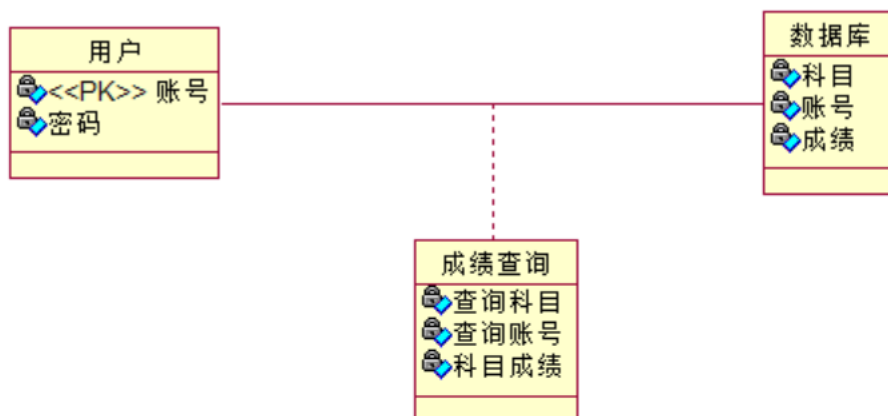 用户
<<PK>> 账号
密码
数据库
科目
账号
成绩
成绩查询
查询科目
查询账号
科目成绩